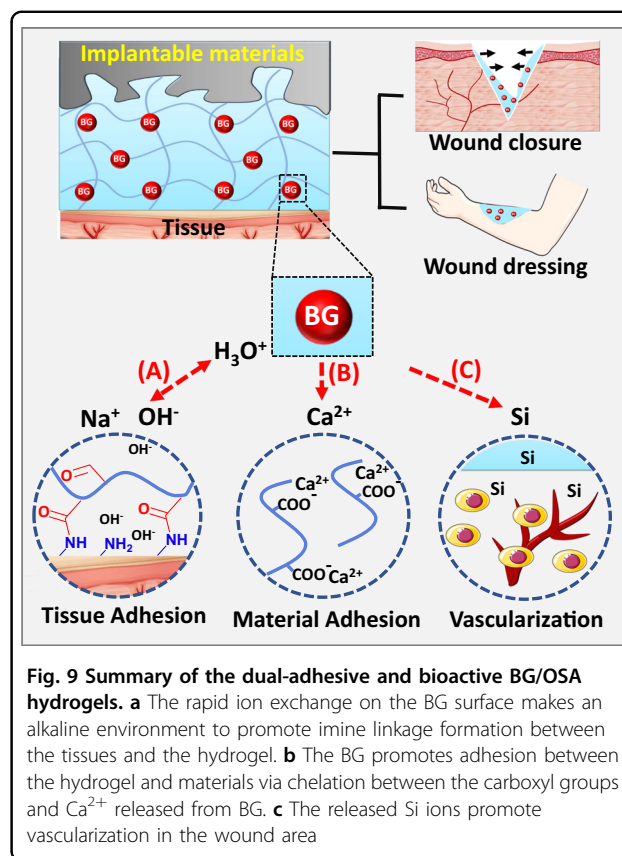 Implantable materials
BG BG BG BG
BG BG
BG BG BG BG
Tissue
Wound closure
Wound dressing
BG
H₃O⁺
(A) (B) (C)
Na⁺ OH⁻ Ca²⁺ Si
OH⁻
O
O O
OH⁻
OH⁻
NH NH₂ NH
Ca²⁺ Ca²⁺
COO⁻ COO⁻
COO⁻ Ca²⁺
Si
Si Si
Tissue Adhesion Material Adhesion Vascularization
Fig. 9 Summary of the dual-adhesive and bioactive BG/OSA
hydrogels. a The rapid ion exchange on the BG surface makes an
alkaline environment to promote imine linkage formation between
the tissues and the hydrogel. b The BG promotes adhesion between
the hydrogel and materials via chelation between the carboxyl groups
and Ca²⁺ released from BG. c The released Si ions promote
vascularization in the wound area